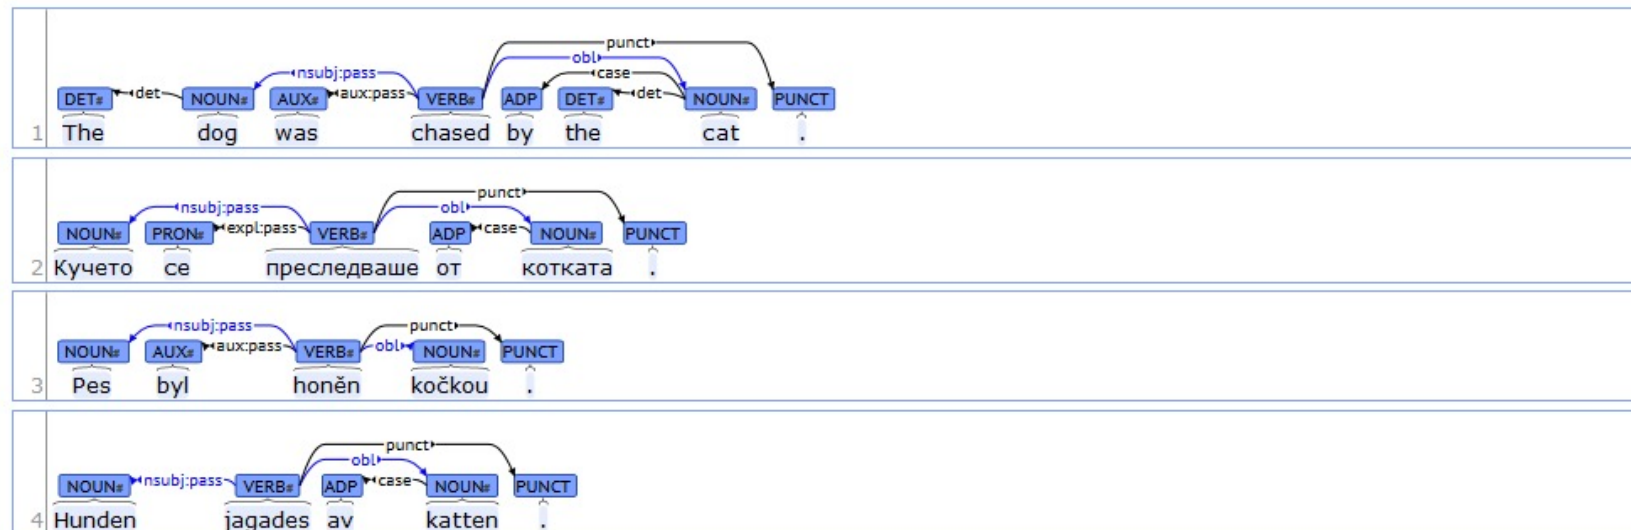 punct
obl
nsubj:pass case
det aux:pass det
DET# NOUN# AUX# VERB# ADP DET# NOUN# PUNCT
1 The dog was chased by the cat .
punct
nsubj:pass obl
expl:pass case
NOUN# PRON# VERB# ADP NOUN# PUNCT
2 Кучето се преследваше от котката .
nsubj:pass punct
aux:pass obl
NOUN# AUX# VERB# NOUN# PUNCT
3 Pes byl honěn kočkou .
punct
obl
nsubj:pass case
NOUN# VERB# ADP NOUN# PUNCT
4 Hunden jagades av katten .